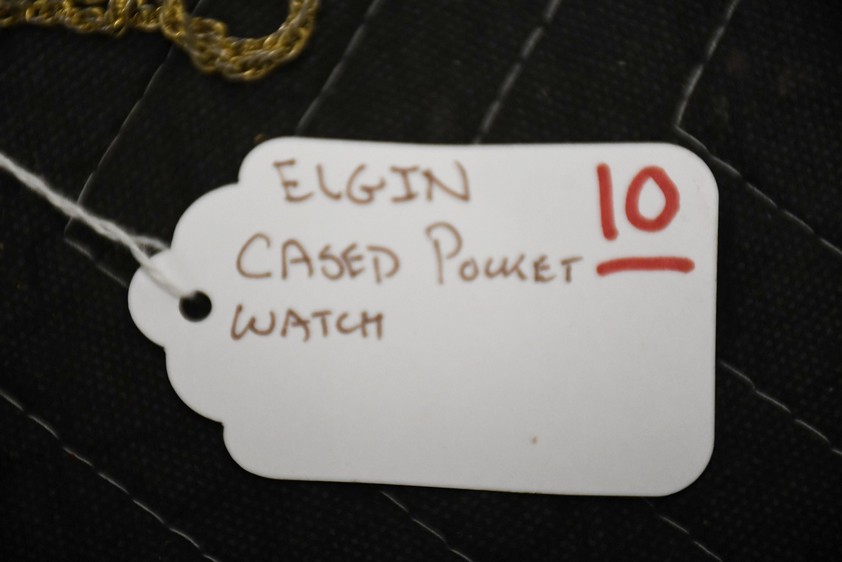 ELGIN
10
CASED POCKET
WATCH